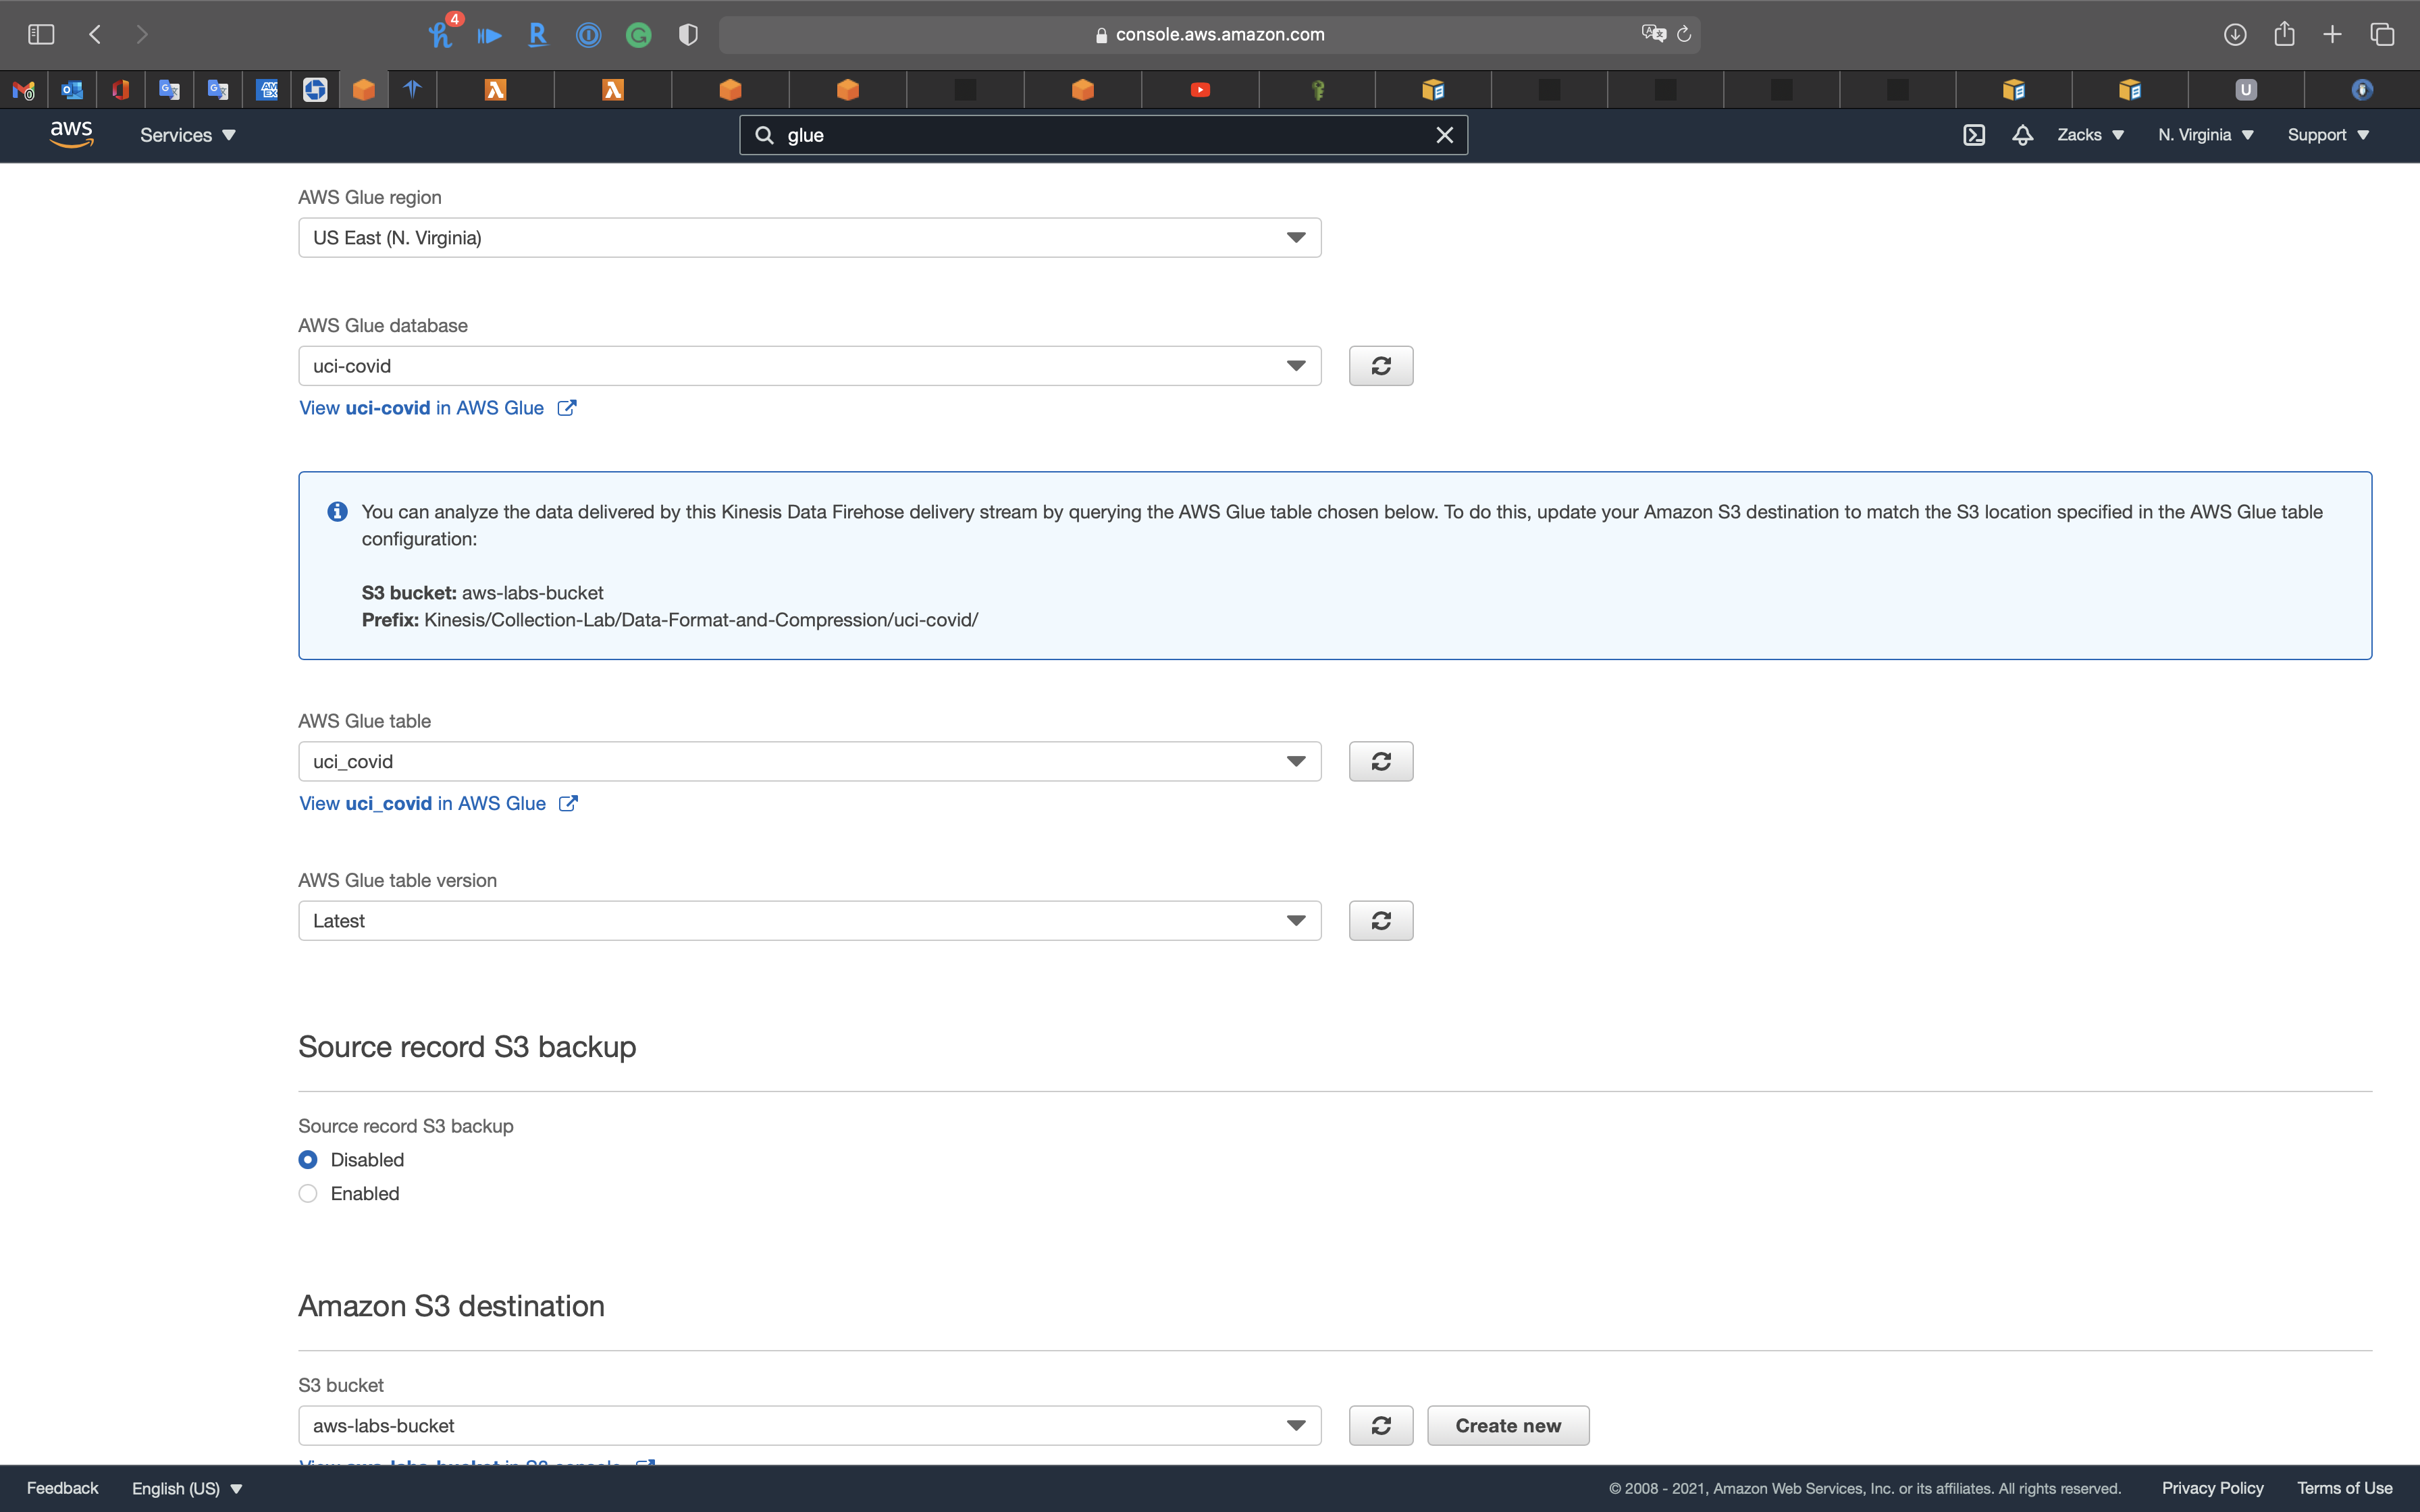 4
console.aws.amazon.com
aws
Services
glue
Zacks
N. Virginia
Support
AWS Glue region
US East (N. Virginia)
AWS Glue database
uci-covid
View uci-covid in AWS Glue
You can analyze the data delivered by this Kinesis Data Firehose delivery stream by querying the AWS Glue table chosen below. To do this, update your Amazon S3 destination to match the S3 location specified in the AWS Glue table
configuration:
S3 bucket: aws-labs-bucket
Prefix: Kinesis/Collection-Lab/Data-Format-and-Compression/uci-covid/
AWS Glue table
uci_covid
View uci_covid in AWS Glue
AWS Glue table version
Latest
Source record S3 backup
Source record S3 backup
Disabled
Enabled
Amazon S3 destination
S3 bucket
aws-labs-bucket
Create new
View aws-labs-bucket in S3 console
Feedback
English (US)
© 2008 - 2021, Amazon Web Services, Inc. or its affiliates. All rights reserved.
Privacy Policy
Terms of Use